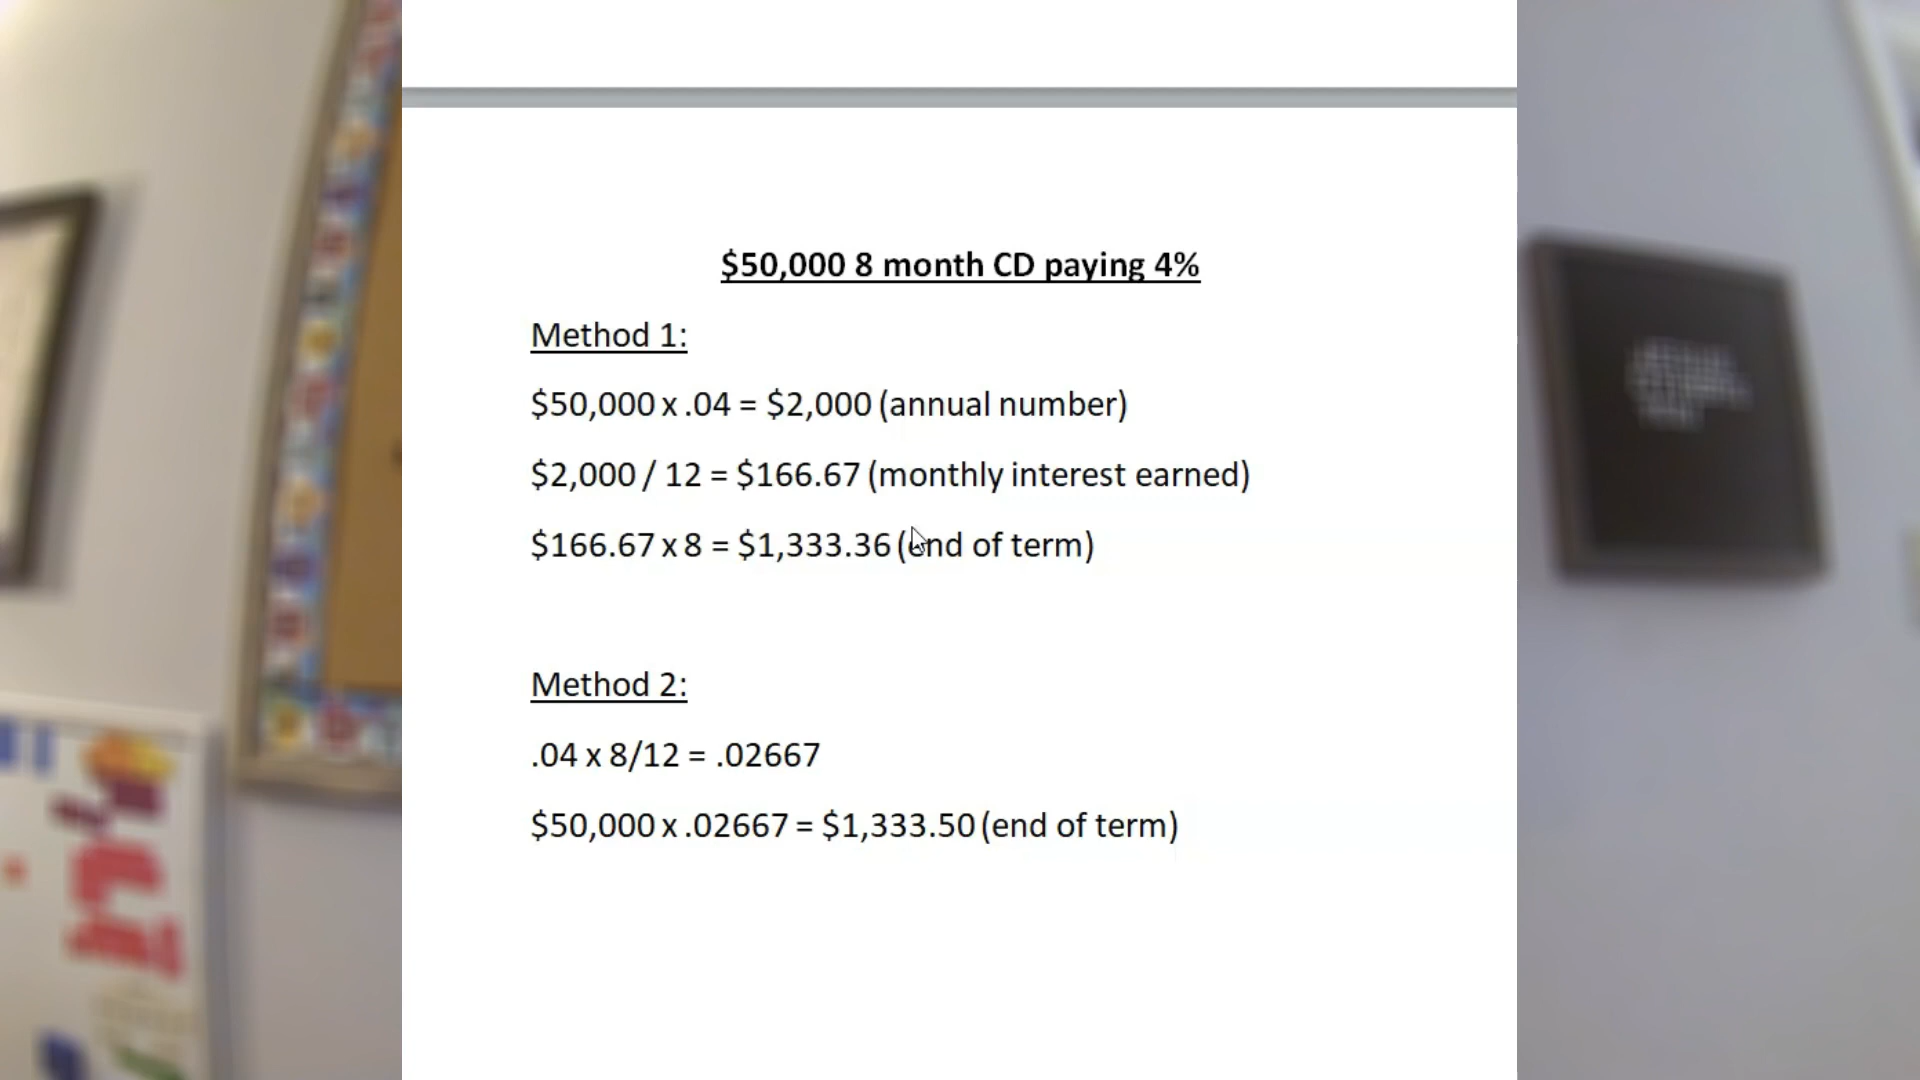 $50,000 8 month CD paying 4%
Method 1:
$50,000 x .04 = $2,000 (annual number)
$2,000 / 12 = $166.67 (monthly interest earned)
$166.67 x 8 = $1,333.36 (end of term)
Method 2:
.04 x 8/12 = .02667
$50,000 x .02667 = $1,333.50 (end of term)